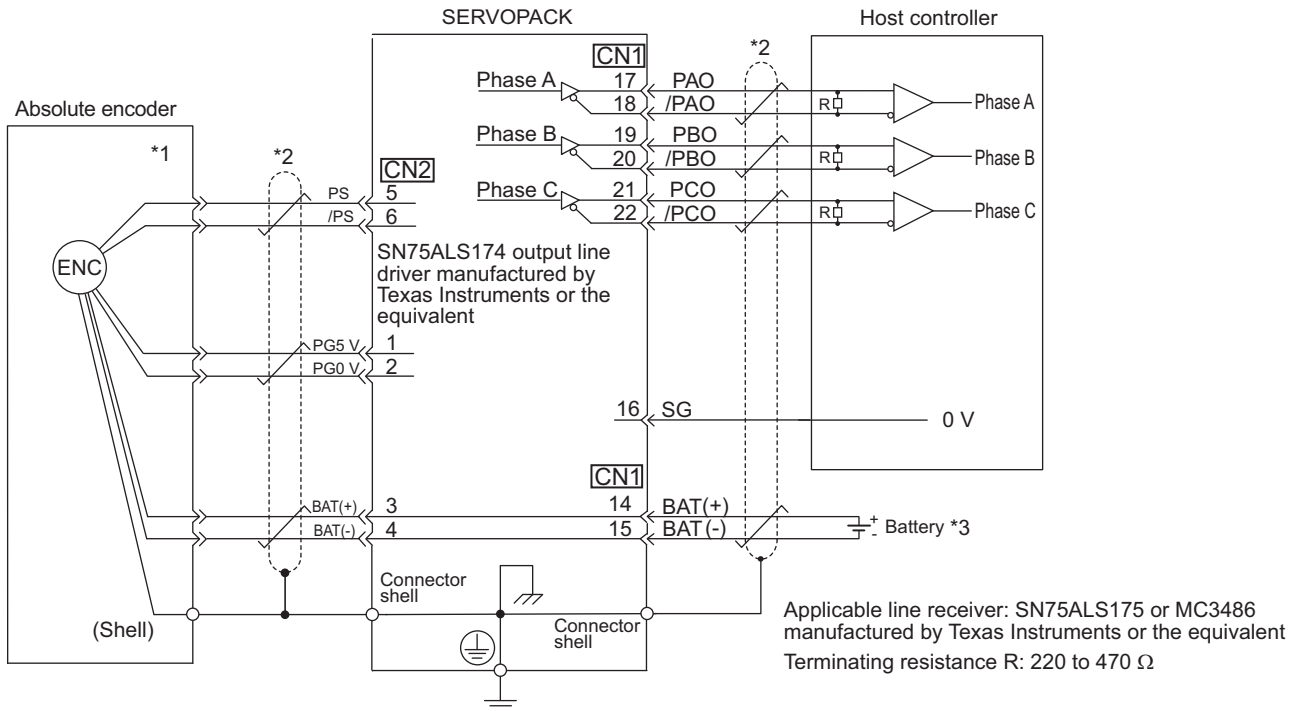 SERVOPACK
Host controller
Absolute encoder
*1
*2
CN2
PS
5
/PS
6
ENC
SN75ALS174 output line
driver manufactured by
Texas Instruments or the
equivalent
PG5 V
1
PG0 V
2
BAT(+)
3
BAT(-)
4
(Shell)
Connector
shell
CN1
*2
Phase A
17
PAO
18
/PAO
R
Phase A
Phase B
19
PBO
20
/PBO
R
Phase B
Phase C
21
PCO
22
/PCO
R
Phase C
16
SG
0 V
CN1
14
BAT(+)
15
BAT(-)
+
-
Battery *3
Connector
shell
Applicable line receiver: SN75ALS175 or MC3486
manufactured by Texas Instruments or the equivalent
Terminating resistance R: 220 to 470 Ω